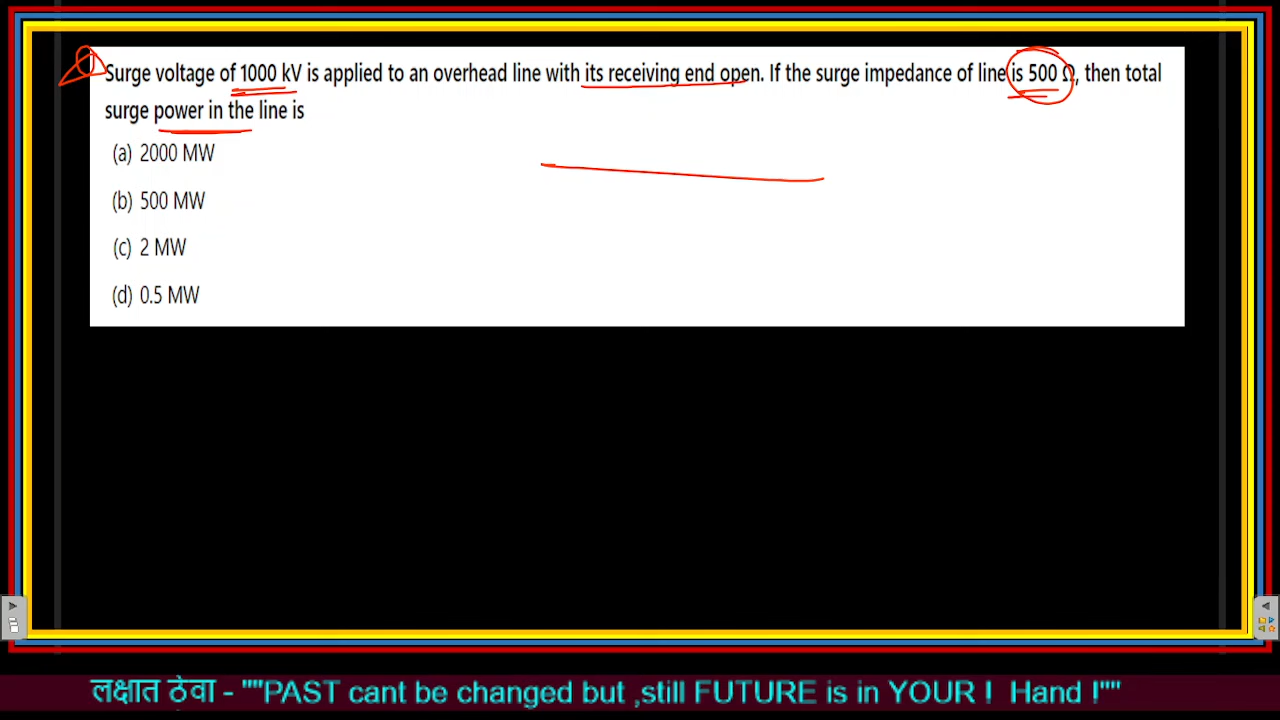 Surge voltage of 1000 kV is applied to an overhead line with its receiving end open. If the surge impedance of line is 500 Ω, then total
surge power in the line is
(a) 2000 MW
(b) 500 MW
(c) 2 MW
(d) 0.5 MW
लक्षात ठेवा - ""PAST cant be changed but ,still FUTURE is in YOUR ! Hand !""